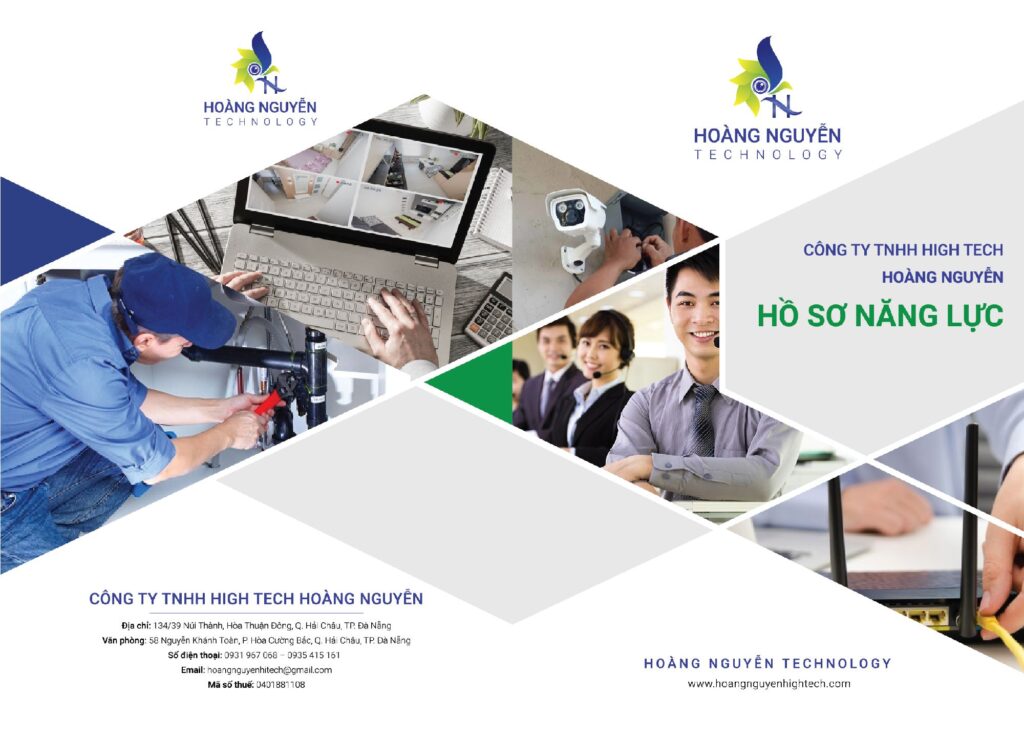 HOÀNG NGUYỄN
TECHNOLOGY
CÔNG TY TNHH HIGH TECH HOÀNG NGUYỄN
Địa chỉ: 134/39 Núi Thành, Hòa Thuận Đông, Q. Hải Châu, TP. Đà Nẵng
Văn phòng: 58 Nguyễn Khánh Toàn, P. Hòa Cường Bắc, Q. Hải Châu, TP. Đà Nẵng
Số điện thoại: 0931 967 068 – 0935 415 161
Email: hoangnguyenhitech@gmail.com
Mã số thuế: 0401881108
HOÀNG NGUYỄN
TECHNOLOGY
CÔNG TY TNHH HIGH TECH
HOÀNG NGUYỄN
HỒ SƠ NĂNG LỰC
HOÀNG NGUYỄN TECHNOLOGY
www.hoangnguyenhightech.com